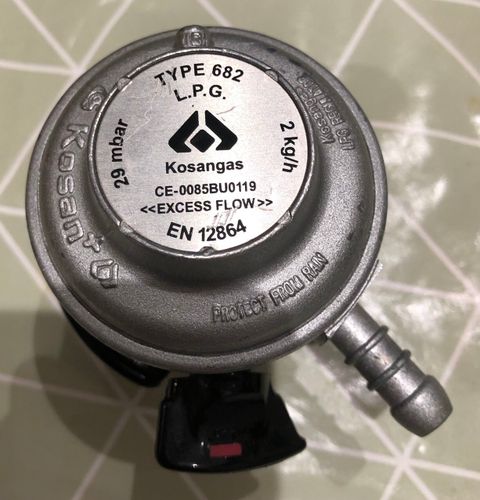 TYPE 682
L.P.G.
29 mbar
2 kg/h
Kosangas
CE-0085BU0119
<<EXCESS FLOW>>
EN 12864
Kosan
PROTECT FROM RAIN